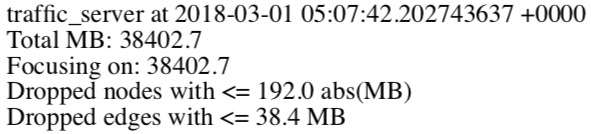 traffic_server at 2018-03-01 05:07:42.202743637 +0000
Total MB: 38402.7
Focusing on: 38402.7
Dropped nodes with <= 192.0 abs(MB)
Dropped edges with <= 38.4 MB